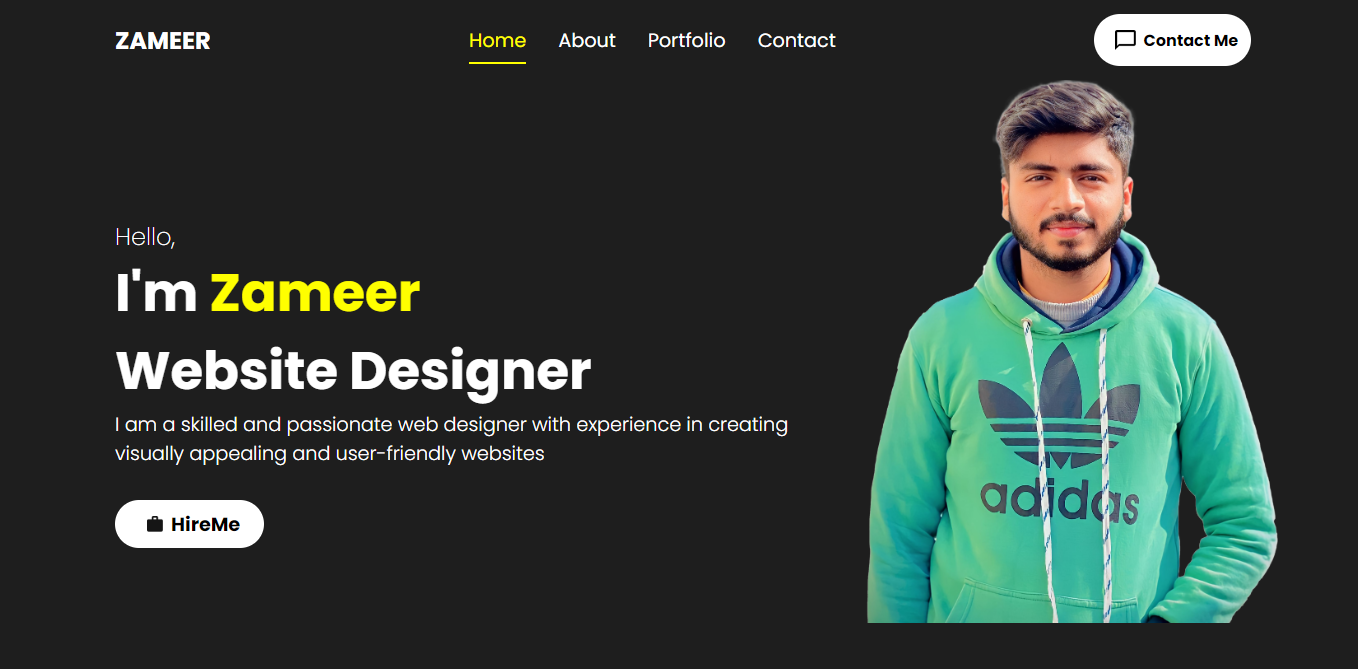 ZAMEER
Home
About
Portfolio
Contact
Contact Me
Hello,
I'm Zameer
Website Designer
I am a skilled and passionate web designer with experience in creating
visually appealing and user-friendly websites
HireMe
adidas